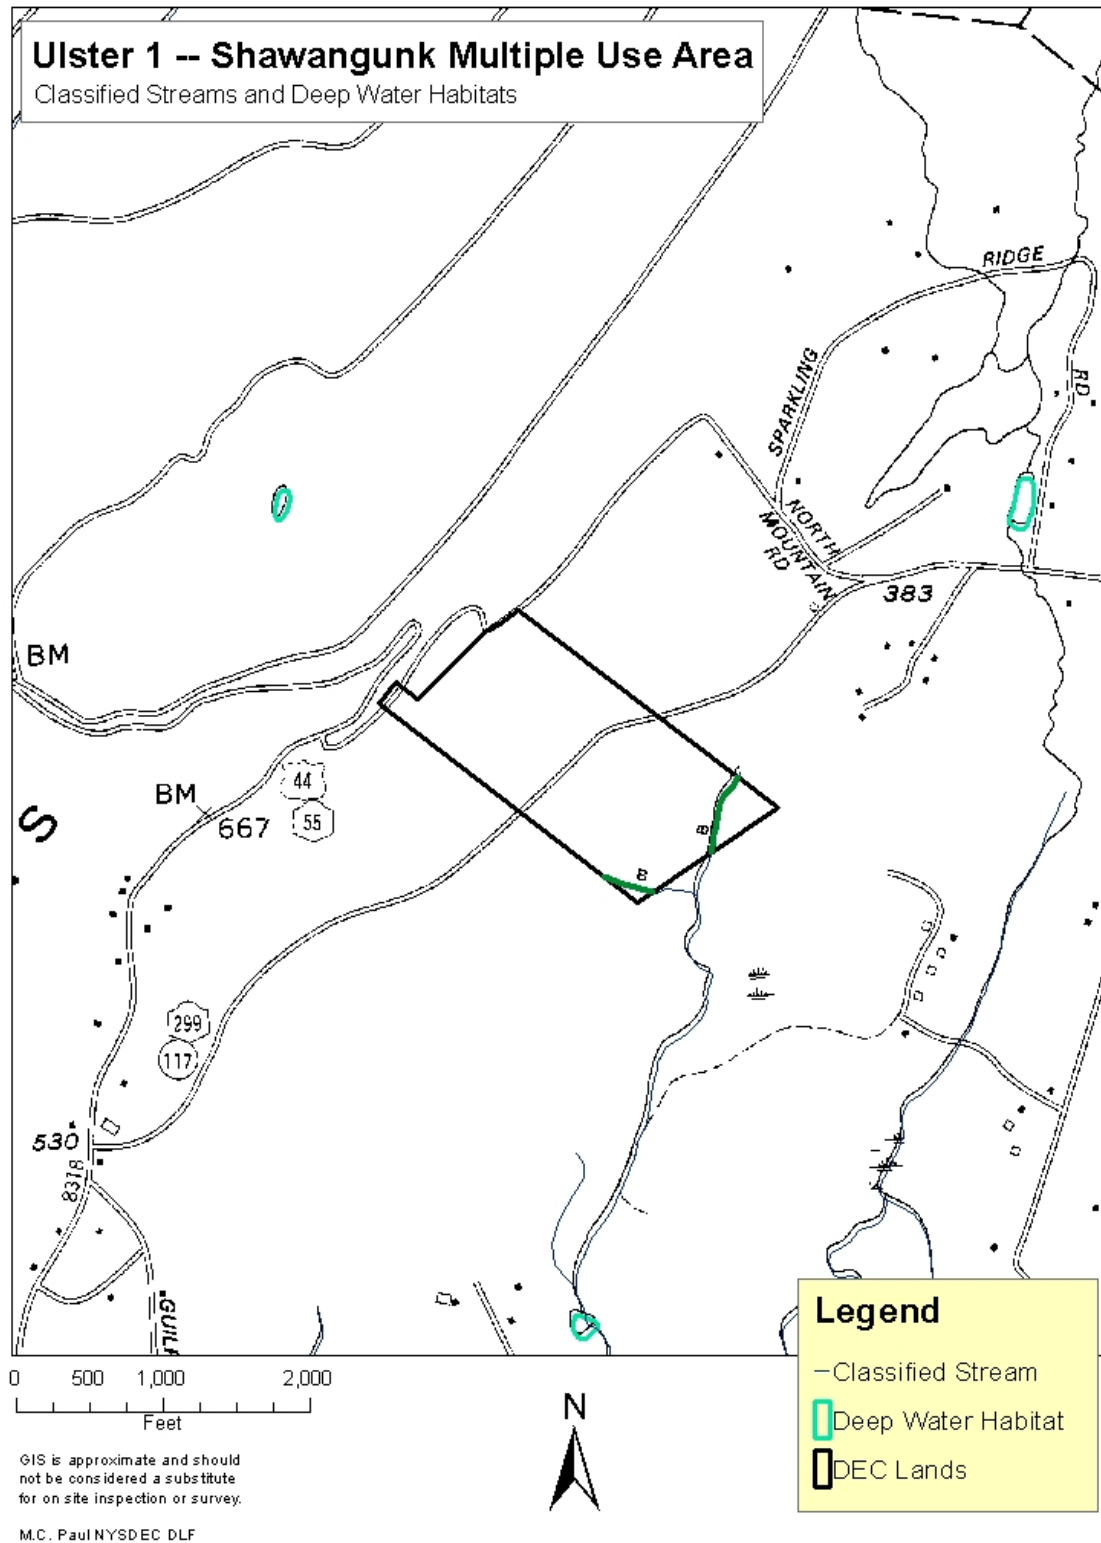 Ulster 1 -- Shawangunk Multiple Use Area
Classified Streams and Deep Water Habitats
RIDGE
SPARKLING
RD
NORTH
MOUNTAIN
RD
383
BM
44
BM
667
55
S
B
B
299
117
530
8318
GUILF
Legend
Classified Stream
Deep Water Habitat
DEC Lands
0 500 1,000 2,000
Feet
N
GIS is approximate and should
not be considered a substitute
for on site inspection or survey.
M.C. Paul NYSDEC DLF